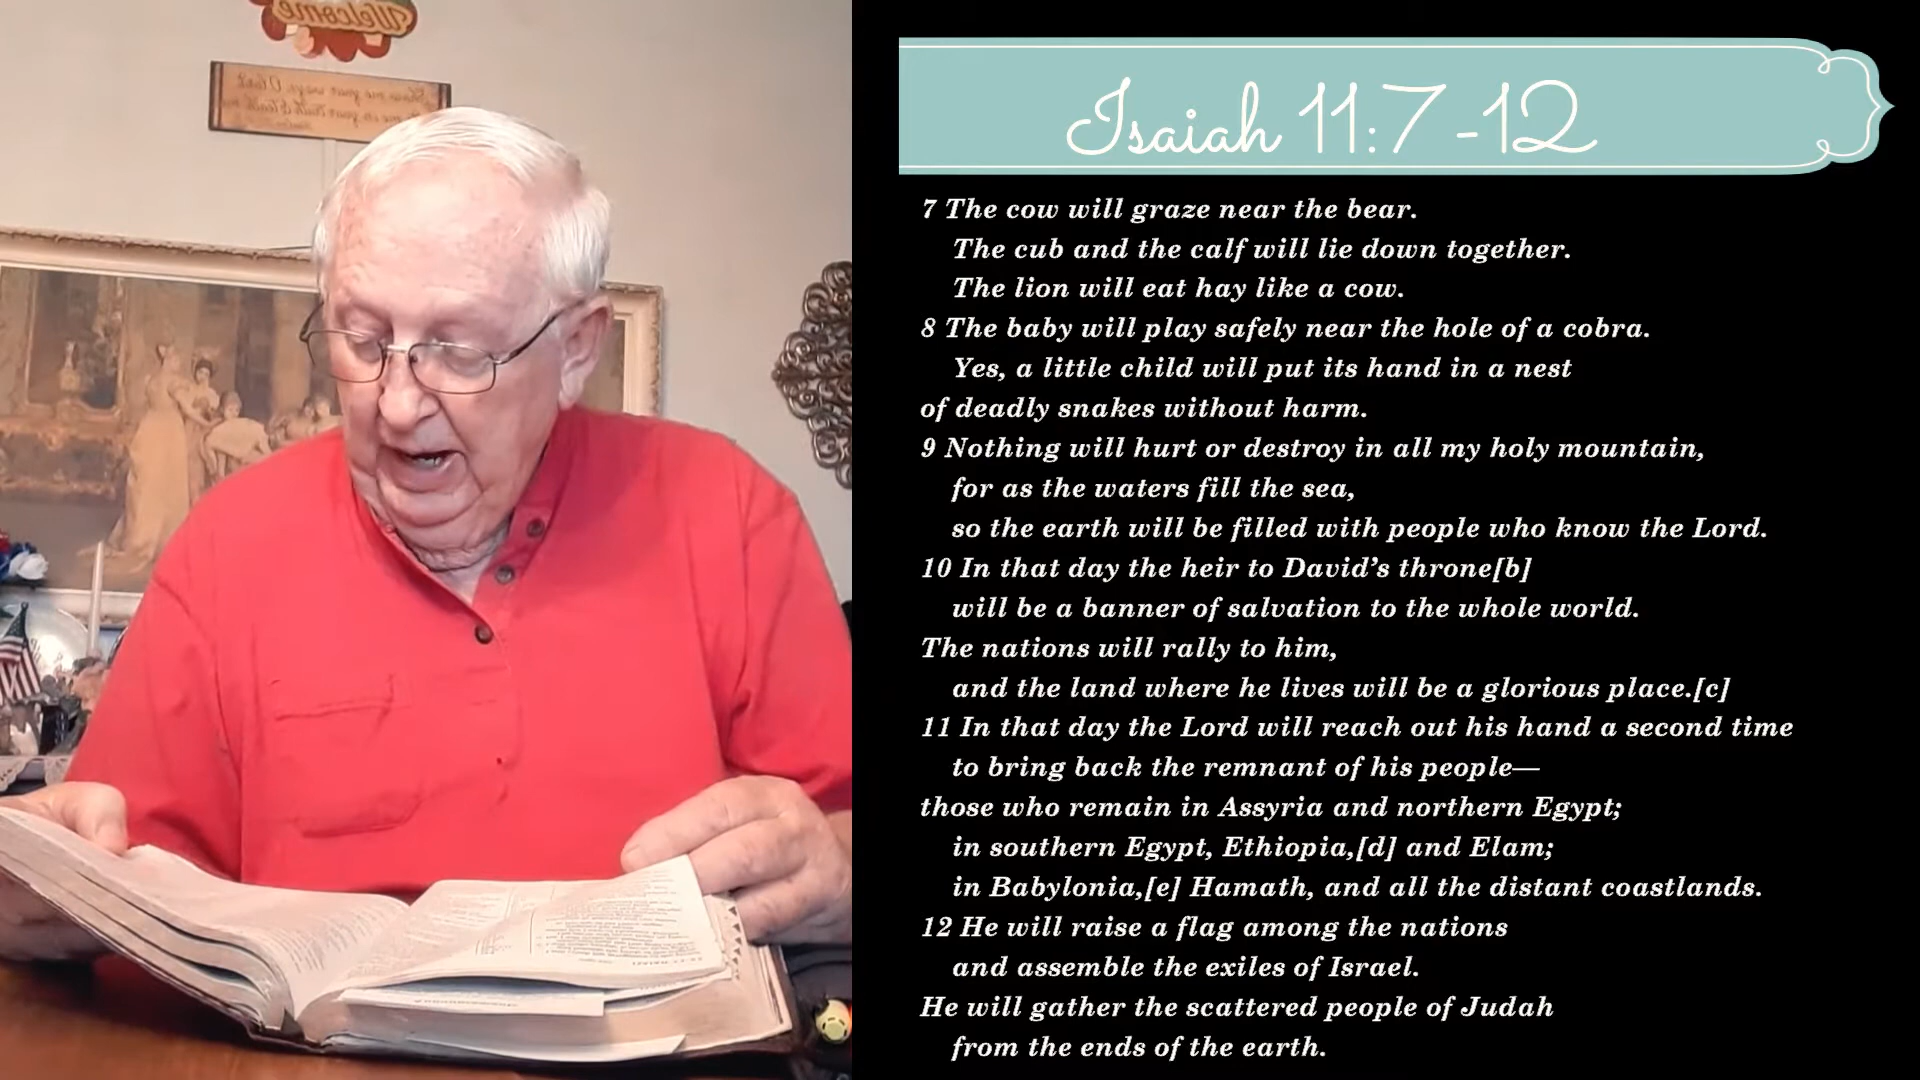 Welcome
Isaiah 11:7-12
7 The cow will graze near the bear.
The cub and the calf will lie down together.
The lion will eat hay like a cow.
8 The baby will play safely near the hole of a cobra.
Yes, a little child will put its hand in a nest
of deadly snakes without harm.
9 Nothing will hurt or destroy in all my holy mountain,
for as the waters fill the sea,
so the earth will be filled with people who know the Lord.
10 In that day the heir to David’s throne[b]
will be a banner of salvation to the whole world.
The nations will rally to him,
and the land where he lives will be a glorious place.[c]
11 In that day the Lord will reach out his hand a second time
to bring back the remnant of his people—
those who remain in Assyria and northern Egypt;
in southern Egypt, Ethiopia,[d] and Elam;
in Babylonia,[e] Hamath, and all the distant coastlands.
12 He will raise a flag among the nations
and assemble the exiles of Israel.
He will gather the scattered people of Judah
from the ends of the earth.